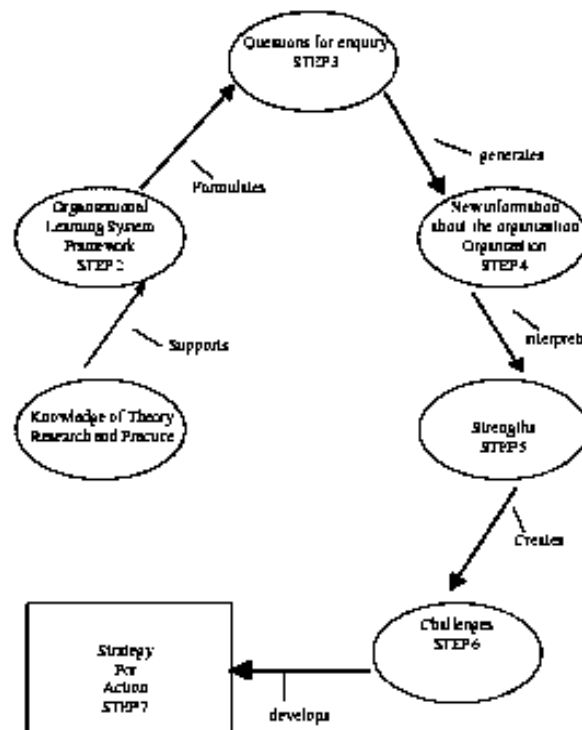 Questions for enquiry
STEP 3
generates
Formulates
Organizational
Learning System
Framework
STEP 2
New information
about the organization
Organization
STEP 4
Supports
interprets
Knowledge of Theory
Research and Practice
Strengths
STEP 5
Creates
Challenges
STEP 6
Strategy
For
Action
STEP 7
develops